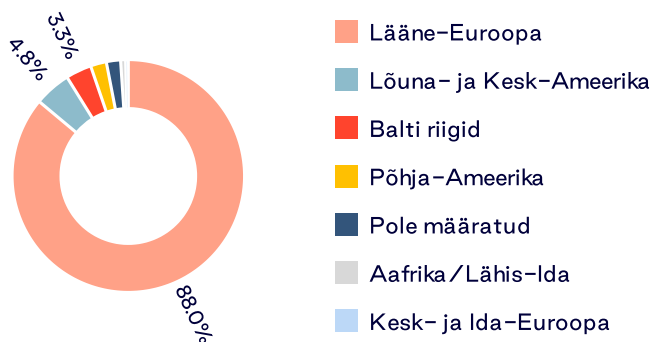 3.3%
4.8%
88.0%
Lääne-Euroopa
Lõuna- ja Kesk-Ameerika
Balti riigid
Põhja-Ameerika
Pole määratud
Aafrika/Lähis-Ida
Kesk- ja Ida-Euroopa